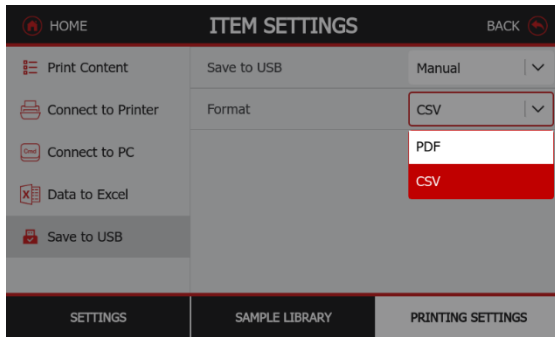 HOME
ITEM SETTINGS
BACK
Print Content
Connect to Printer
Cmd
Connect to PC
Data to Excel
Save to USB
Save to USB
Manual
Format
CSV
PDF
CSV
SETTINGS
SAMPLE LIBRARY
PRINTING SETTINGS